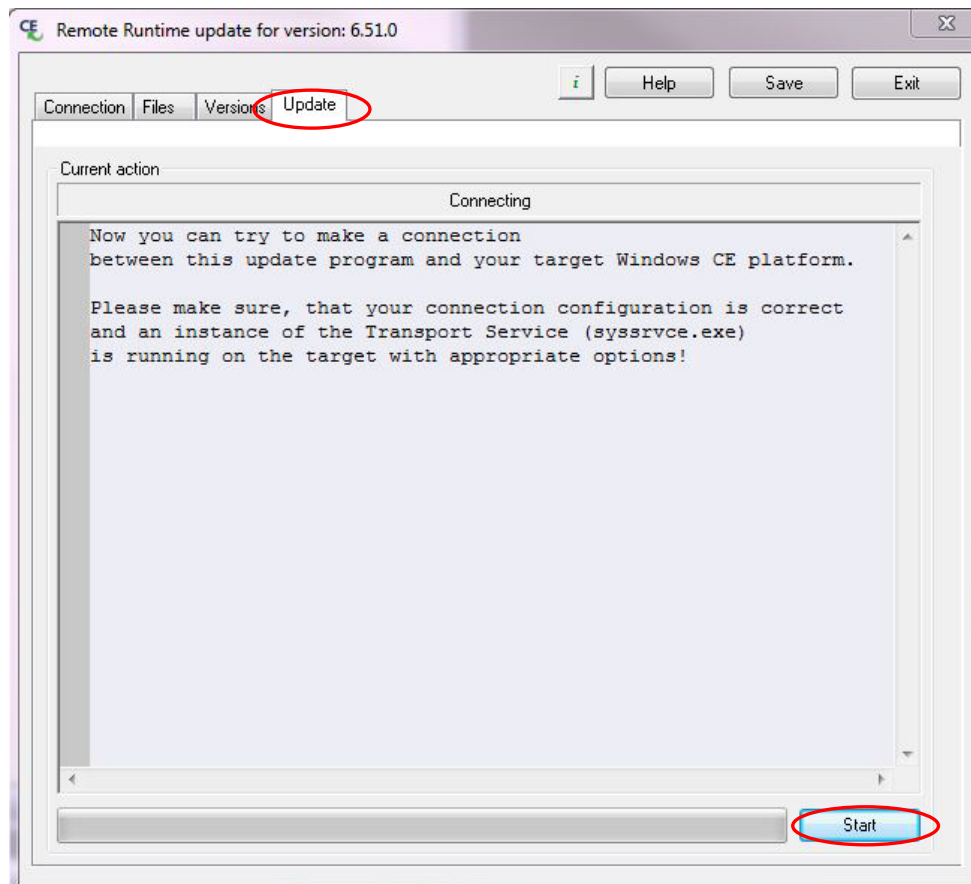 CE Remote Runtime update for version: 6.51.0
i Help Save Exit
Connection Files Versions Update
Current action
Connecting
Now you can try to make a connection
between this update program and your target Windows CE platform.
Please make sure, that your connection configuration is correct
and an instance of the Transport Service (syssrvce.exe)
is running on the target with appropriate options!
Start